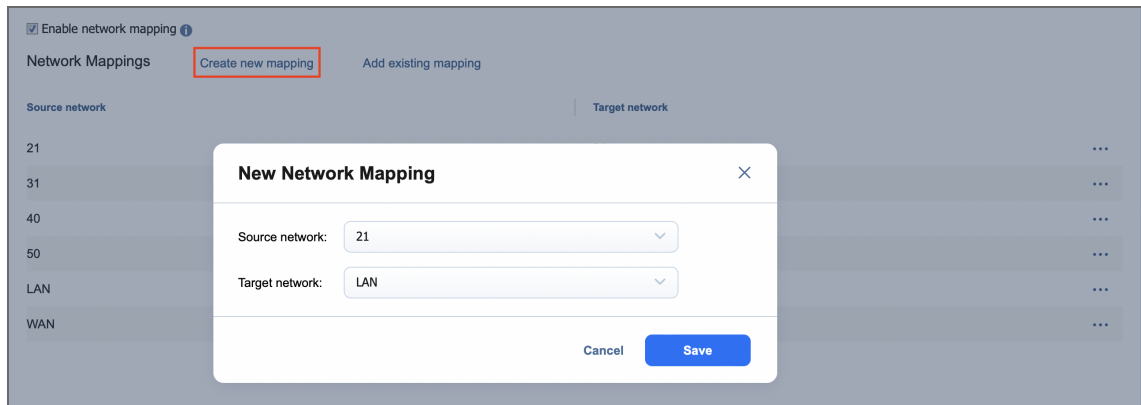 Enable network mapping
Network Mappings Create new mapping Add existing mapping
Source network Target network
21
New Network Mapping
31
40
Source network: 21
50
Target network: LAN
LAN
WAN
Cancel Save